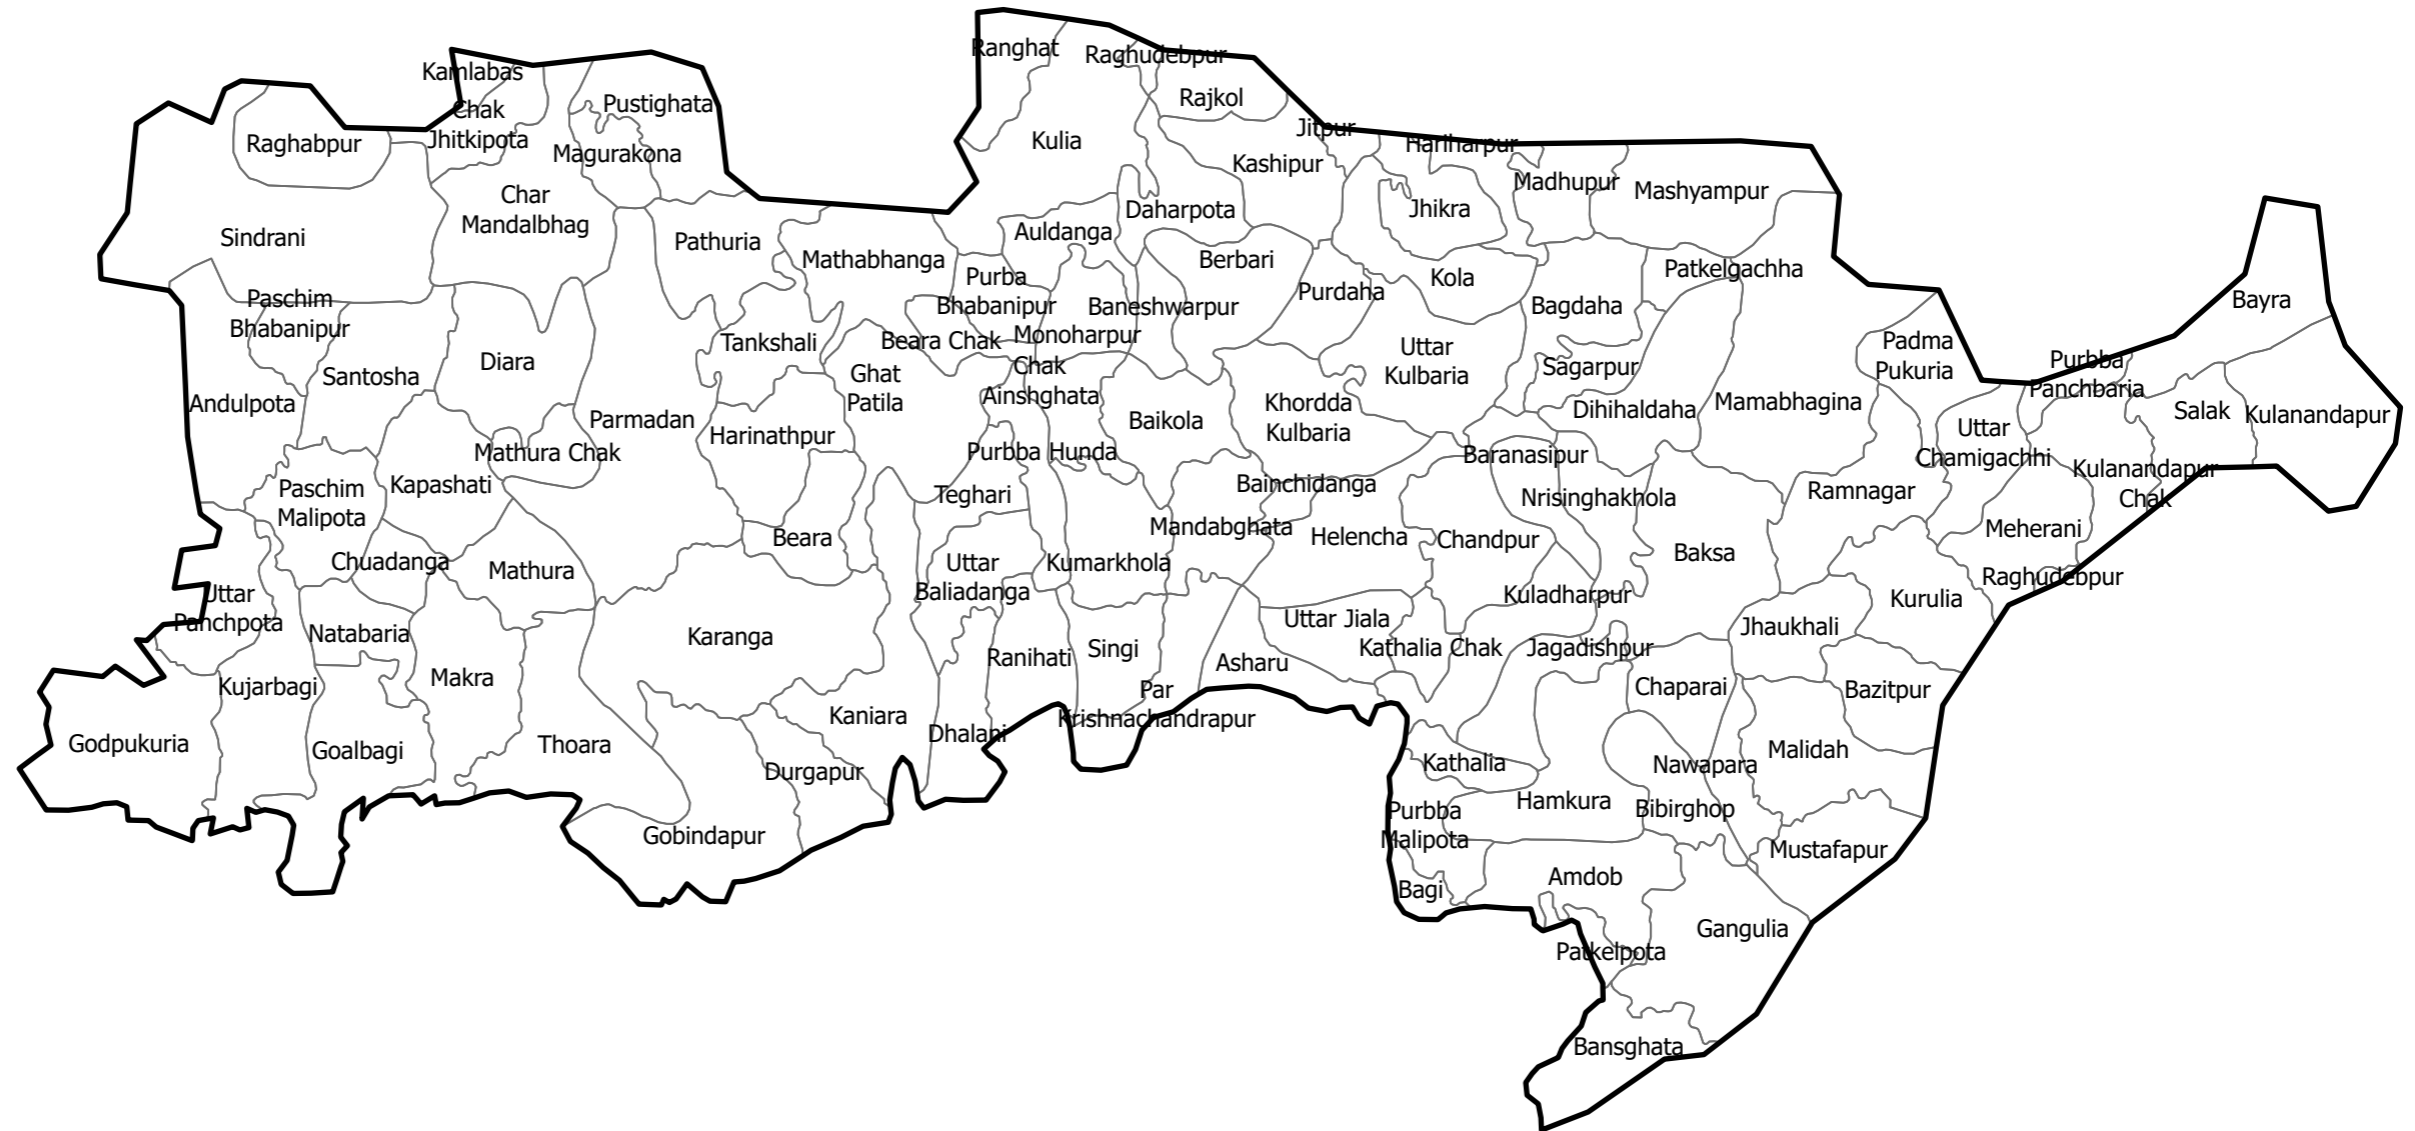 Ranghat
Raghudebpur
Kamlabas
Rajkol
Pustighata
Chak
Jhitkipota
Raghabpur
Magurakona
Kulia
Jitpur
Hariharpur
Kashipur
Madhupur
Mashyampur
Char
Mandalbhag
Daharpota
Jhikra
Sindrani
Pathuria
Auldanga
Mathabhanga
Berbari
Patkelgachha
Purba
Bhabanipur
Kola
Purdaha
Paschim
Bhabanipur
Baneshwarpur
Bagdaha
Bayra
Monoharpur
Tankshali
Beara Chak
Padma
Pukuria
Uttar
Kulbaria
Diara
Santosha
Chak
Ainshghata
Sagarpur
Purbba
Panchbaria
Ghat
Patila
Andulpota
Parmadan
Baikola
Khordda
Kulbaria
Dihihaldaha
Mamabhagina
Salak
Kulanandapur
Harinathpur
Uttar
Chamigachhi
Mathura Chak
Purbba Hunda
Baranasipur
Kapashati
Paschim
Malipota
Teghari
Bainchidanga
Nrisinghakhola
Ramnagar
Kulanandapur
Chak
Mandabghata
Meherani
Beara
Helencha
Chandpur
Baksa
Chuadanga
Mathura
Uttar
Baliadanga
Kumarkhola
Raghudebpur
Uttar
Panchpota
Kuladharpur
Kurulia
Natabaria
Karanga
Uttar Jiala
Jhaukhali
Ranihati
Singi
Asharu
Kathalia Chak
Jagadishpur
Makra
Kujarbagi
Chaparai
Bazitpur
Par
Krishnachandrapur
Kaniara
Dhalani
Godpukuria
Goalbagi
Thoara
Malidah
Kathalia
Nawapara
Durgapur
Hamkura
Bibirghop
Purbba
Malipota
Gobindapur
Mustafapur
Amdob
Bagi
Gangulia
Patkelpota
Bansghata